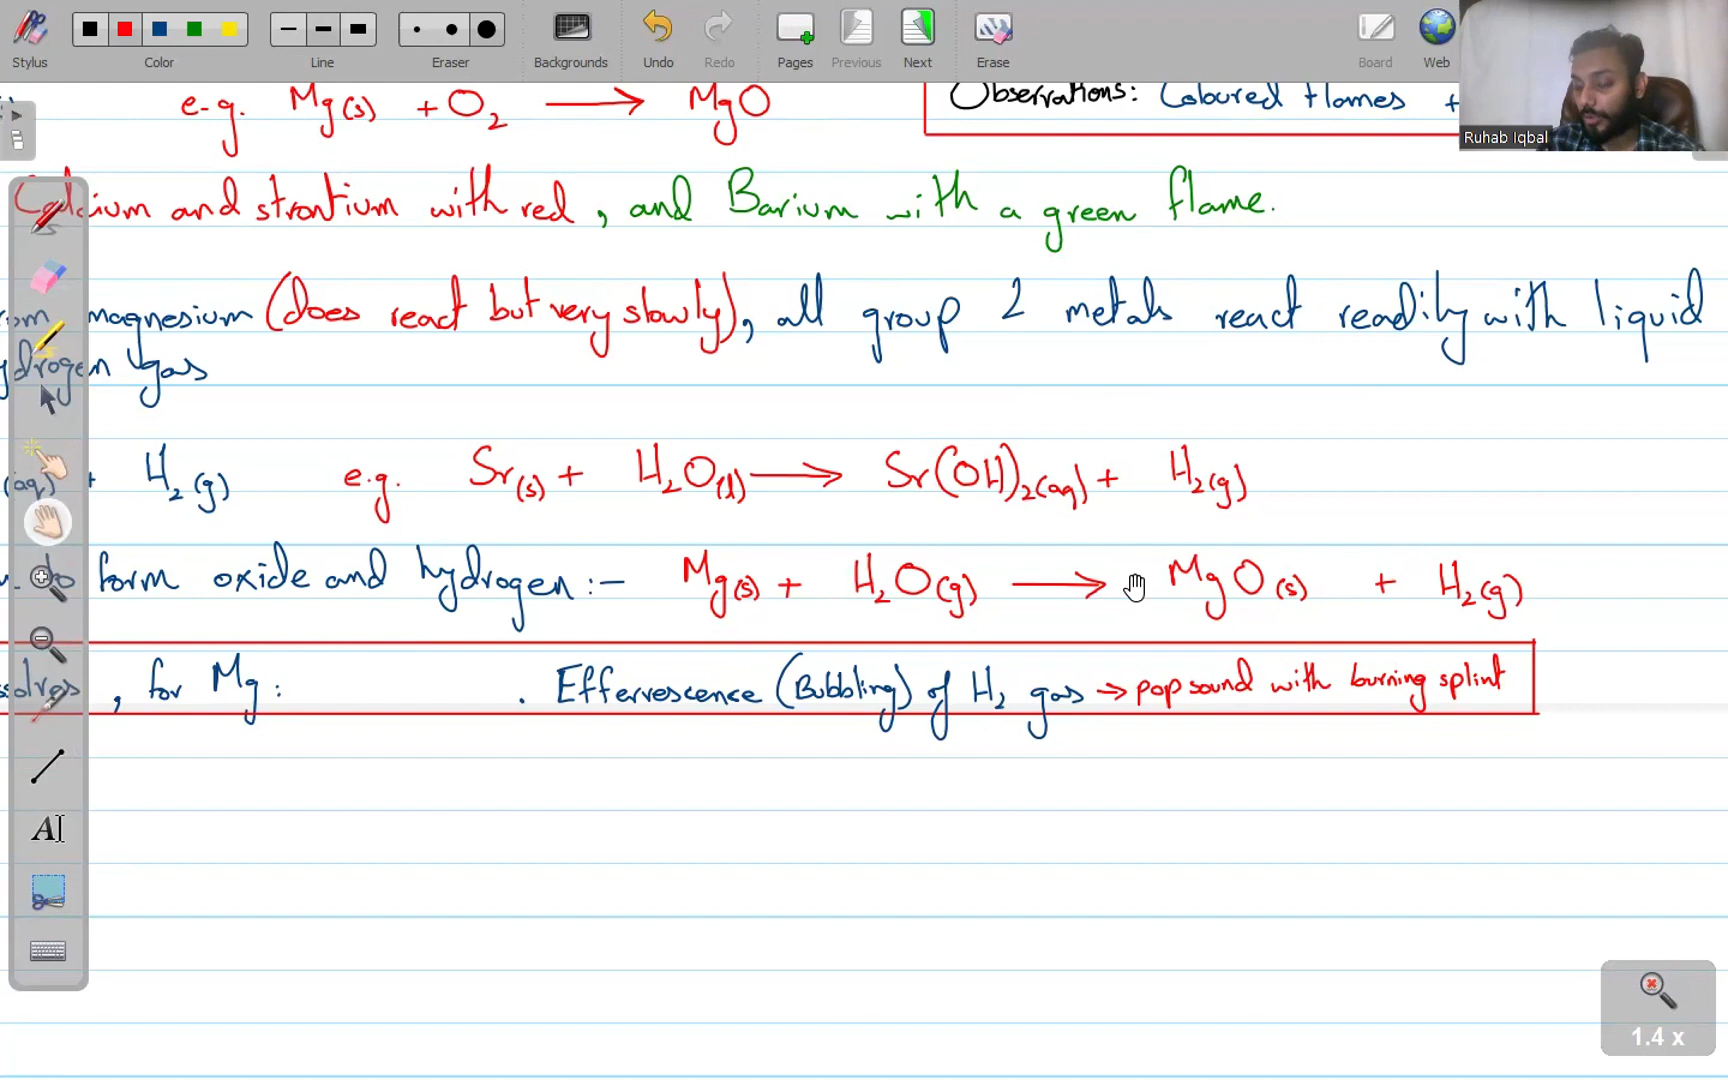 Stylus Color Line Eraser Backgrounds Undo Redo Pages Previous Next Erase Board Web
e-g. Mg(s) + O2 ⟶ MgO
Observations: Coloured flames +
Ruhab Iqbal
Calcium and strontium with red, and Barium with a green flame.
magnesium (does react but very slowly), all group 2 metals react readily with liquid
gas
(aq) + H2(g) e.g. Sr(s) + H2O(l) ⟶ Sr(OH)2(aq) + H2(g)
to form oxide and hydrogen :- Mg(s) + H2O(g) ⟶ MgO(s) + H2(g)
, for Mg: . Effervescence (Bubbling) of H2 gas → pop sound with burning splint
1.4 x